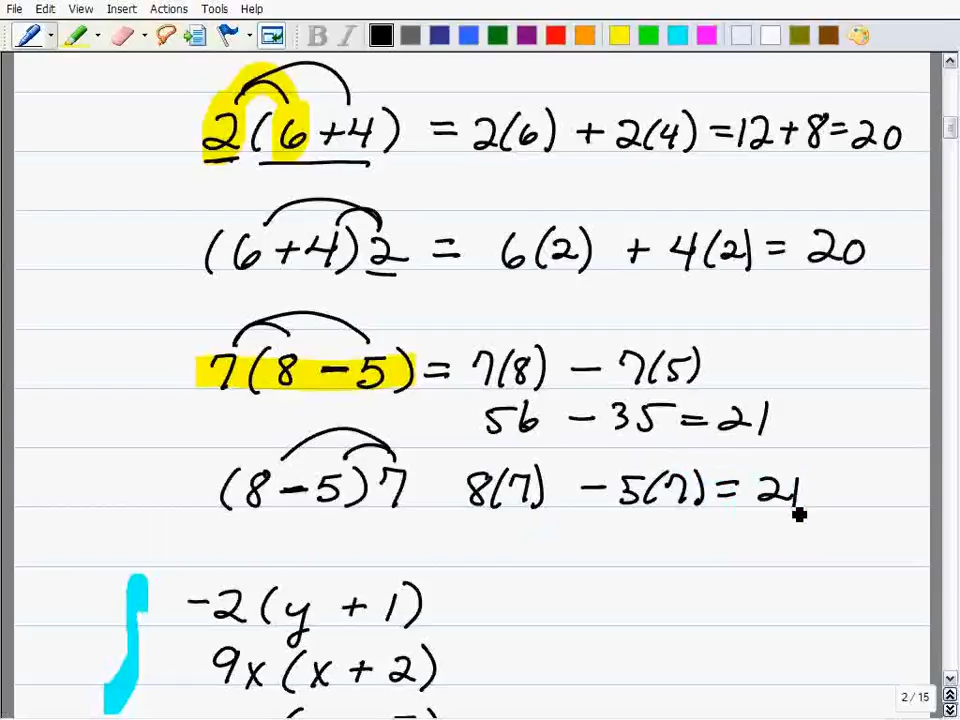 File Edit View Insert Actions Tools Help
B I
2(6+4) = 2(6) + 2(4) = 12 + 8 = 20
(6+4)2 = 6(2) + 4(2) = 20
7(8-5) = 7(8) - 7(5)
56 - 35 = 21
(8-5)7 8(7) - 5(7) = 21
-2(y + 1)
9x(x + 2)
2 / 15